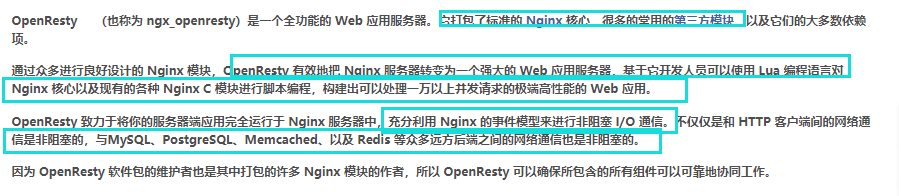 OpenResty （也称为 ngx_openresty）是一个全功能的 Web 应用服务器。它打包了标准的 Nginx 核心，很多的常用的第三方模块，以及它们的大多数依赖
项。
通过众多进行良好设计的 Nginx 模块，OpenResty 有效地把 Nginx 服务器转变为一个强大的 Web 应用服务器，基于它开发人员可以使用 Lua 编程语言对
Nginx 核心以及现有的各种 Nginx C 模块进行脚本编程，构建出可以处理一万以上并发请求的极端高性能的 Web 应用。
OpenResty 致力于将你的服务器端应用完全运行于 Nginx 服务器中，充分利用 Nginx 的事件模型来进行非阻塞 I/O 通信。不仅仅是和 HTTP 客户端间的网络通
信是非阻塞的，与MySQL、PostgreSQL、Memcached、以及 Redis 等众多远方后端之间的网络通信也是非阻塞的。
因为 OpenResty 软件包的维护者也是其中打包的许多 Nginx 模块的作者，所以 OpenResty 可以确保所包含的所有组件可以可靠地协同工作。